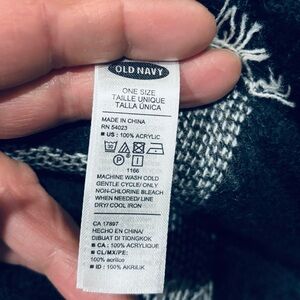 OLD NAVY
ONE SIZE
TAILLE UNIQUE
TALLA ÚNICA
MADE IN CHINA
RN 54023
■ US : 100% ACRYLIC
P
1166
MACHINE WASH COLD
GENTLE CYCLE/ ONLY
NON-CHLORINE BLEACH
WHEN NEEDED/ LINE
DRY/ COOL IRON
CA 17897
HECHO EN CHINA/
DIBUAT DI TIONGKOK
■ CA : 100% ACRYLIQUE
■ CL/MX/PE:
100% acrílico
■ ID : 100% AKRILIK